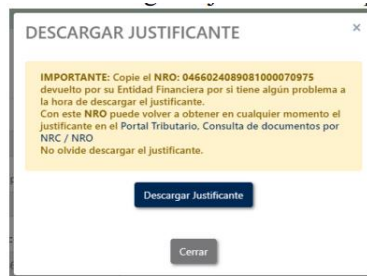 DESCARGAR JUSTIFICANTE
×
IMPORTANTE: Copie el NRO: 0466024089081000070975
devuelto por su Entidad Financiera por si tiene algún problema a
la hora de descargar el justificante.
Con este NRO puede volver a obtener en cualquier momento el
justificante en el Portal Tributario, Consulta de documentos por
NRC / NRO
No olvide descargar el justificante.
Descargar Justificante
Cerrar